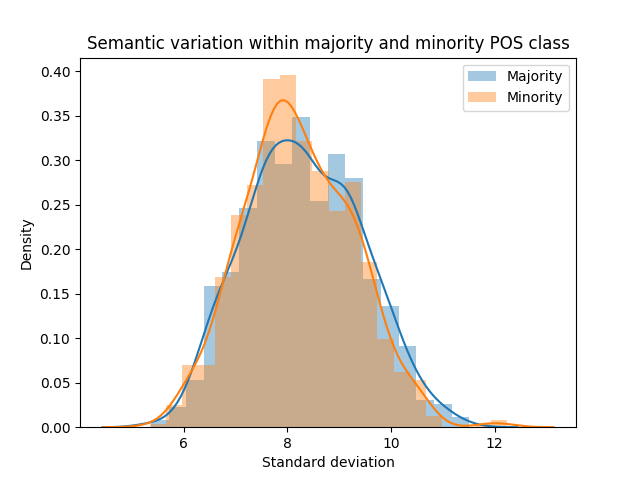 Semantic variation within majority and minority POS class
Majority
Minority
0.40
0.35
0.30
0.25
0.20
0.15
0.10
0.05
0.00
Density
6
8
10
12
Standard deviation